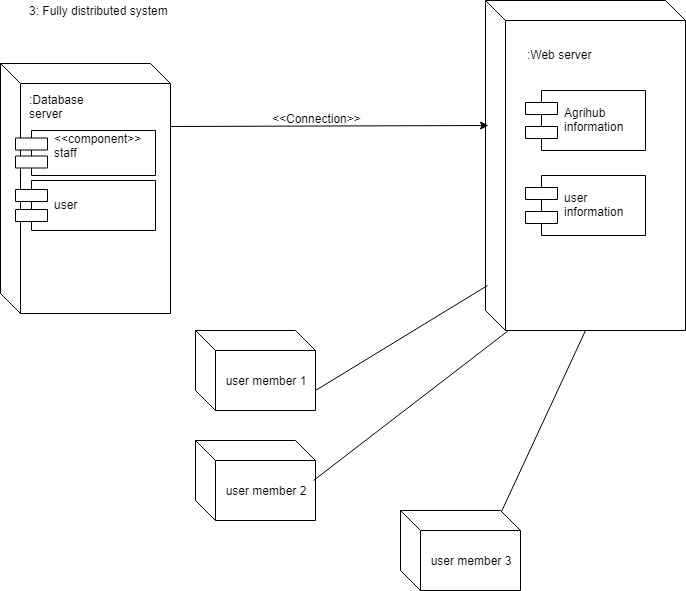 3: Fully distributed system
:Web server
:Database
server
<<Connection>>
Agrihub
information
<<component>>
staff
user
user
information
user member 1
user member 2
user member 3